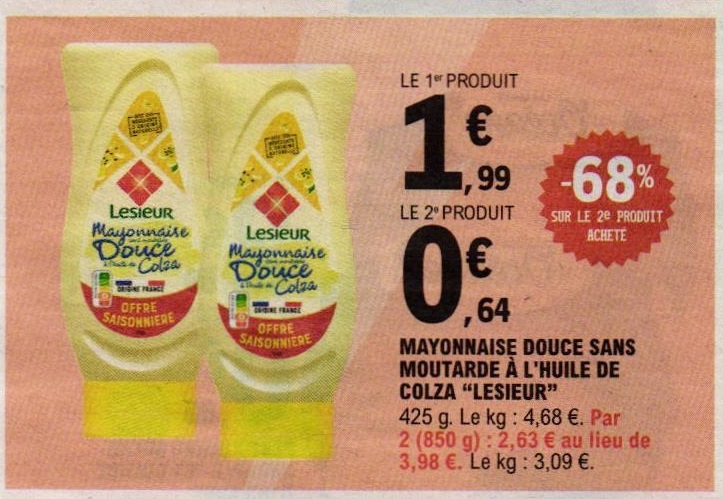 LE 1er PRODUIT
1€,99
-68%
SUR LE 2e PRODUIT
ACHETÉ
LE 2e PRODUIT
0€,64
MAYONNAISE DOUCE SANS
MOUTARDE À L'HUILE DE
COLZA “LESIEUR”
425 g. Le kg : 4,68 €. Par
2 (850 g) : 2,63 € au lieu de
3,98 €. Le kg : 3,09 €.
LESIEUR
Mayonnaise
Douce
Colza
ORIGINE FRANCE
OFFRE
SAISONNIERE
LESIEUR
Mayonnaise
Douce
Colza
ORIGINE FRANCE
OFFRE
SAISONNIERE